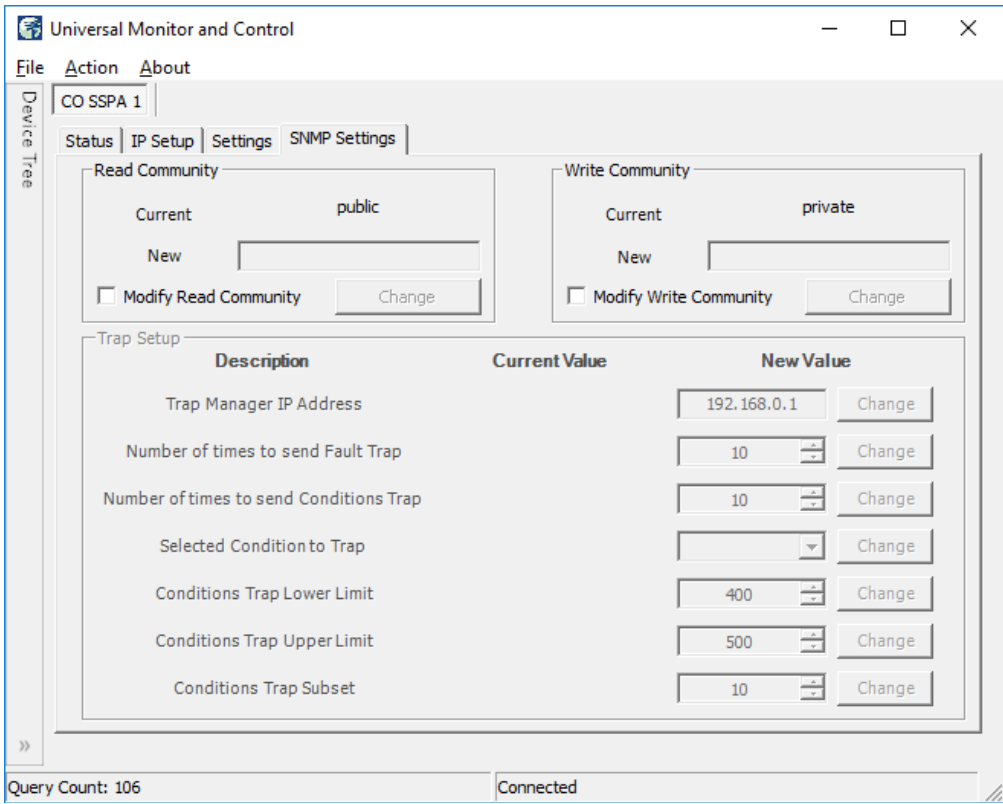 Universal Monitor and Control
File Action About
Device Tree
CO SSPA 1
Status IP Setup Settings SNMP Settings
Read Community Write Community
Current public Current private
New New
Modify Read Community Change Modify Write Community Change
Trap Setup
Description Current Value New Value
Trap Manager IP Address 192.168.0.1 Change
Number of times to send Fault Trap 10 Change
Number of times to send Conditions Trap 10 Change
Selected Condition to Trap Change
Conditions Trap Lower Limit 400 Change
Conditions Trap Upper Limit 500 Change
Conditions Trap Subset 10 Change
Query Count: 106 Connected